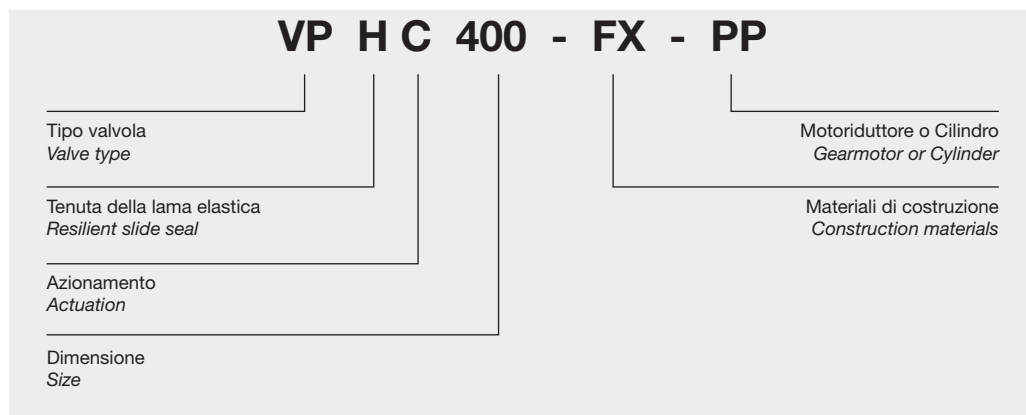 VP H C 400 - FX - PP
Tipo valvola
Valve type
Motoriduttore o Cilindro
Gearmotor or Cylinder
Tenuta della lama elastica
Resilient slide seal
Materiali di costruzione
Construction materials
Azionamento
Actuation
Dimensione
Size